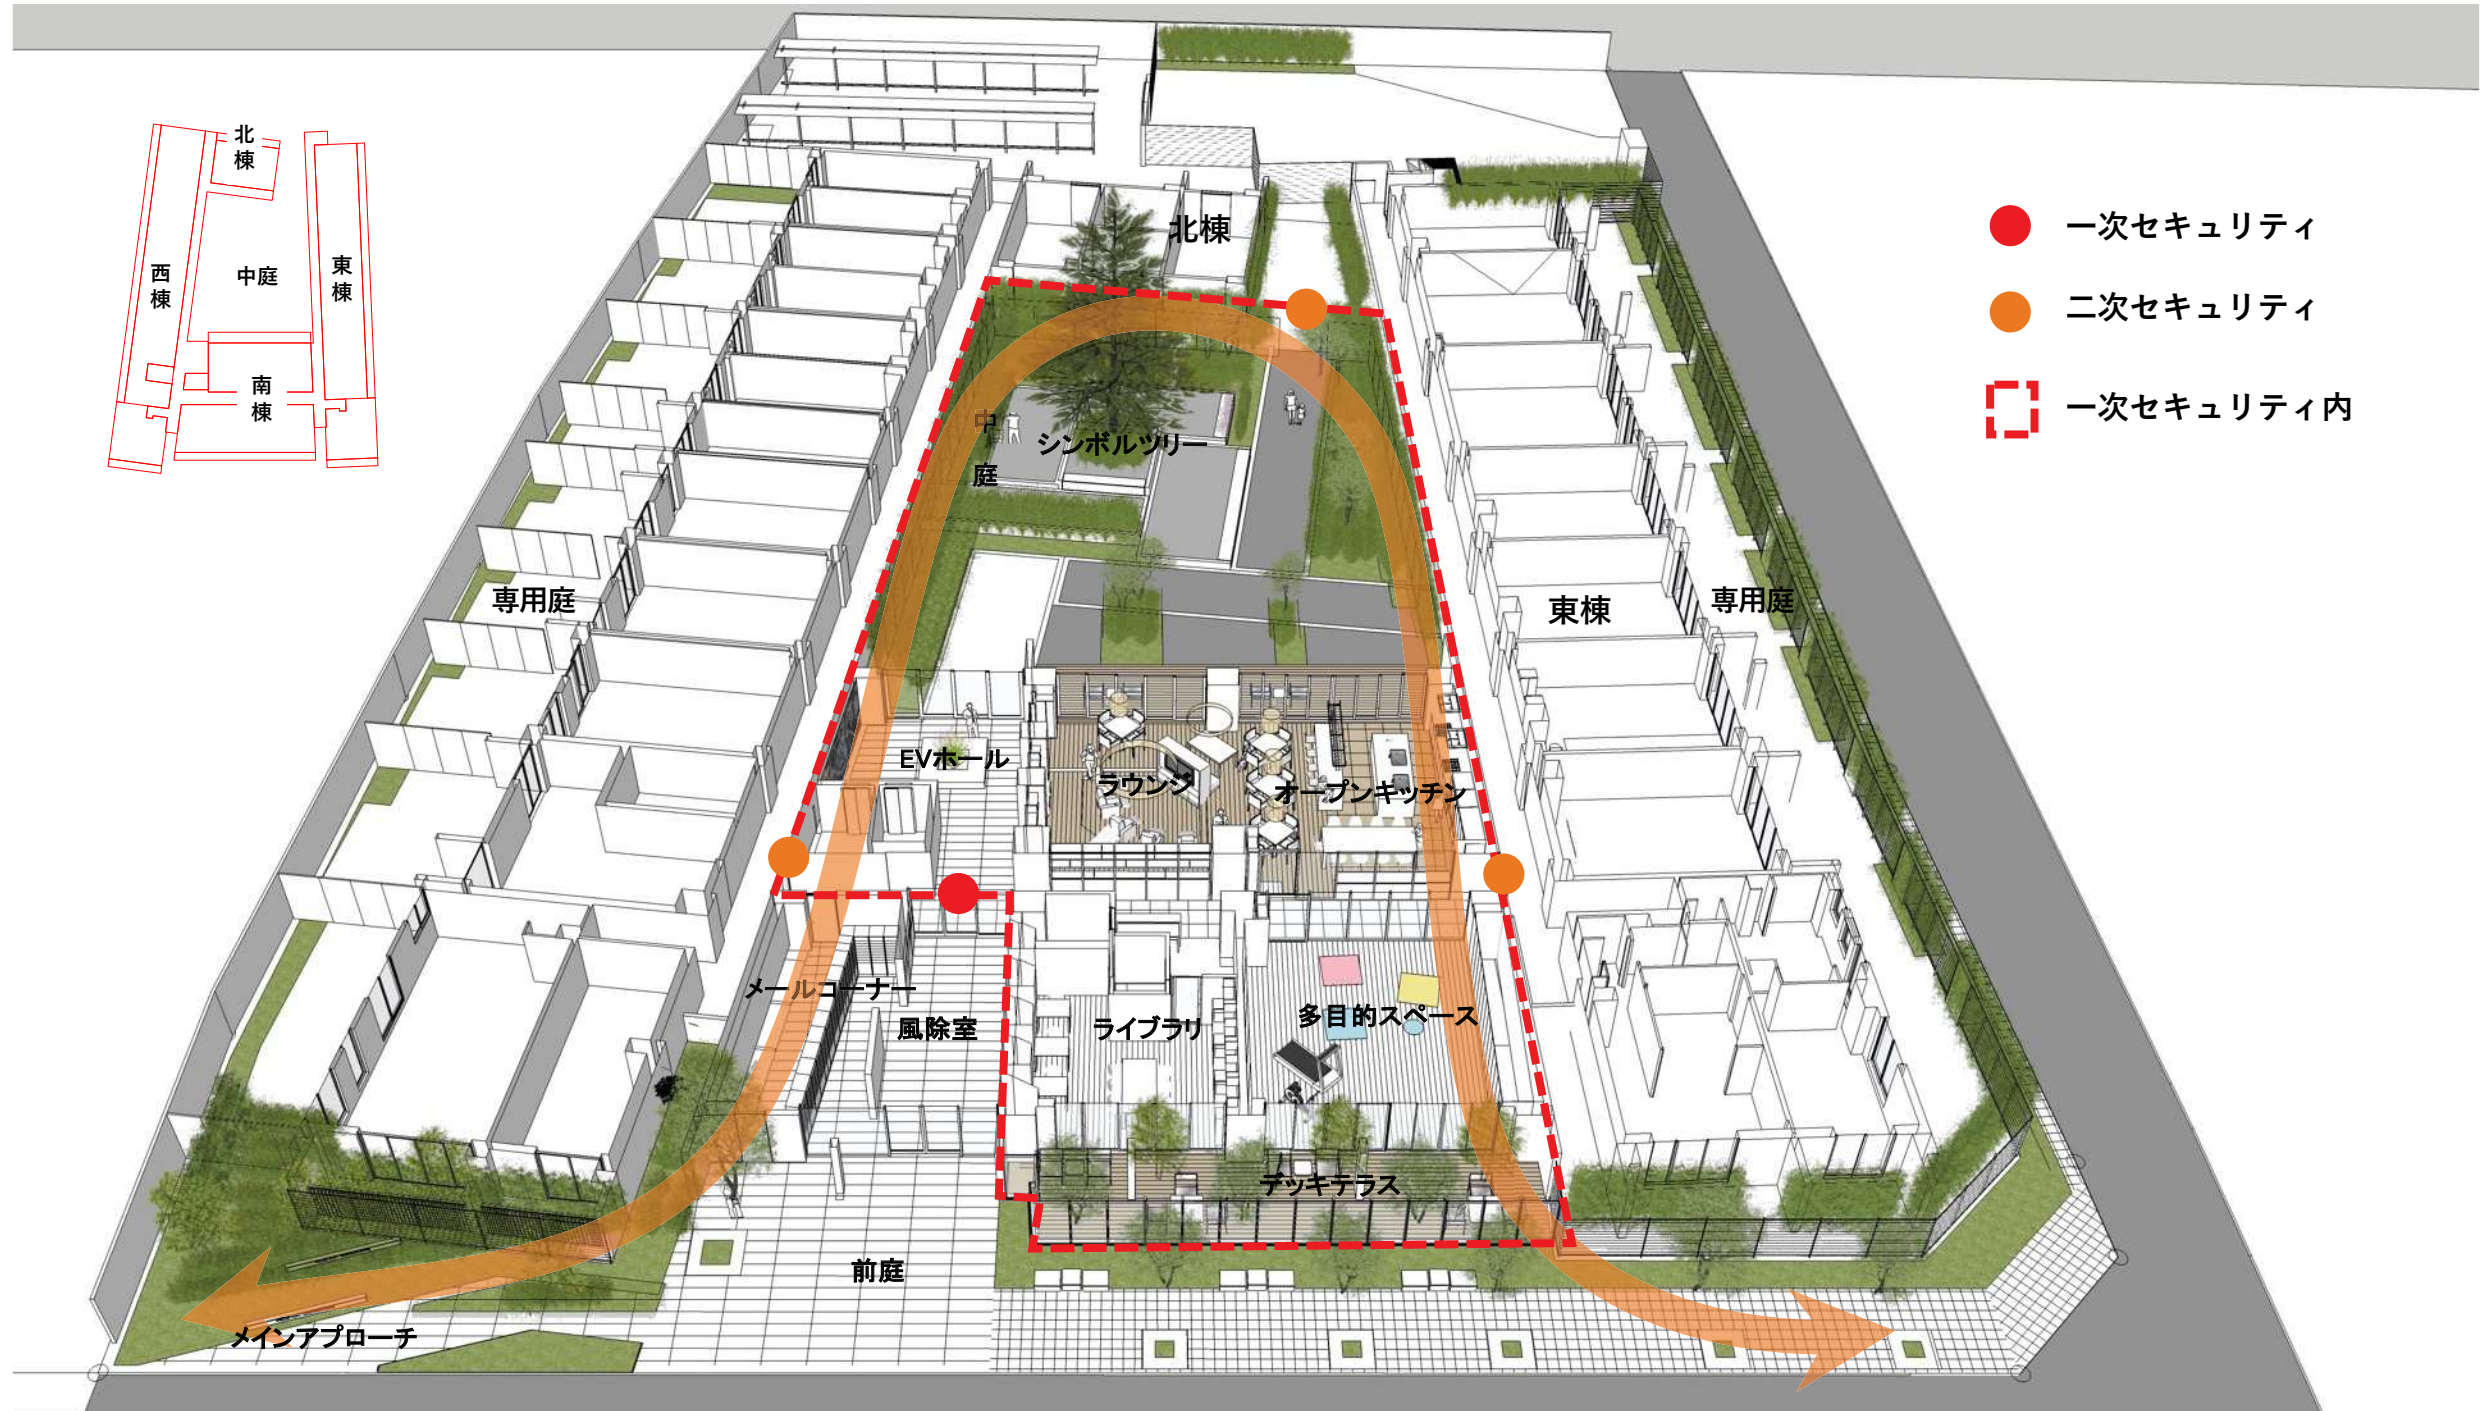 北棟
西棟
中庭
東棟
南棟
一次セキュリティ
二次セキュリティ
一次セキュリティ内
北棟
中庭
シンボルツリー
専用庭
東棟
専用庭
EVホール
ラウンジ
オープンキッチン
メールコーナー
風除室
ライブラリ
多目的スペース
デッキテラス
前庭
メインアプローチ